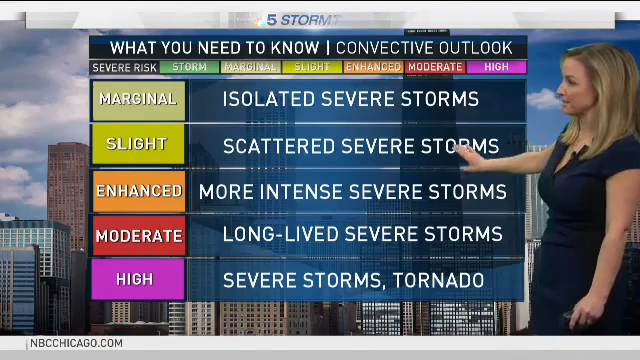 5 STORMT
WHAT YOU NEED TO KNOW | CONVECTIVE OUTLOOK
SEVERE RISK STORM MARGINAL SLIGHT ENHANCED MODERATE HIGH
MARGINAL ISOLATED SEVERE STORMS
SLIGHT SCATTERED SEVERE STORMS
ENHANCED MORE INTENSE SEVERE STORMS
MODERATE LONG-LIVED SEVERE STORMS
HIGH SEVERE STORMS, TORNADO
NBCCHICAGO.COM